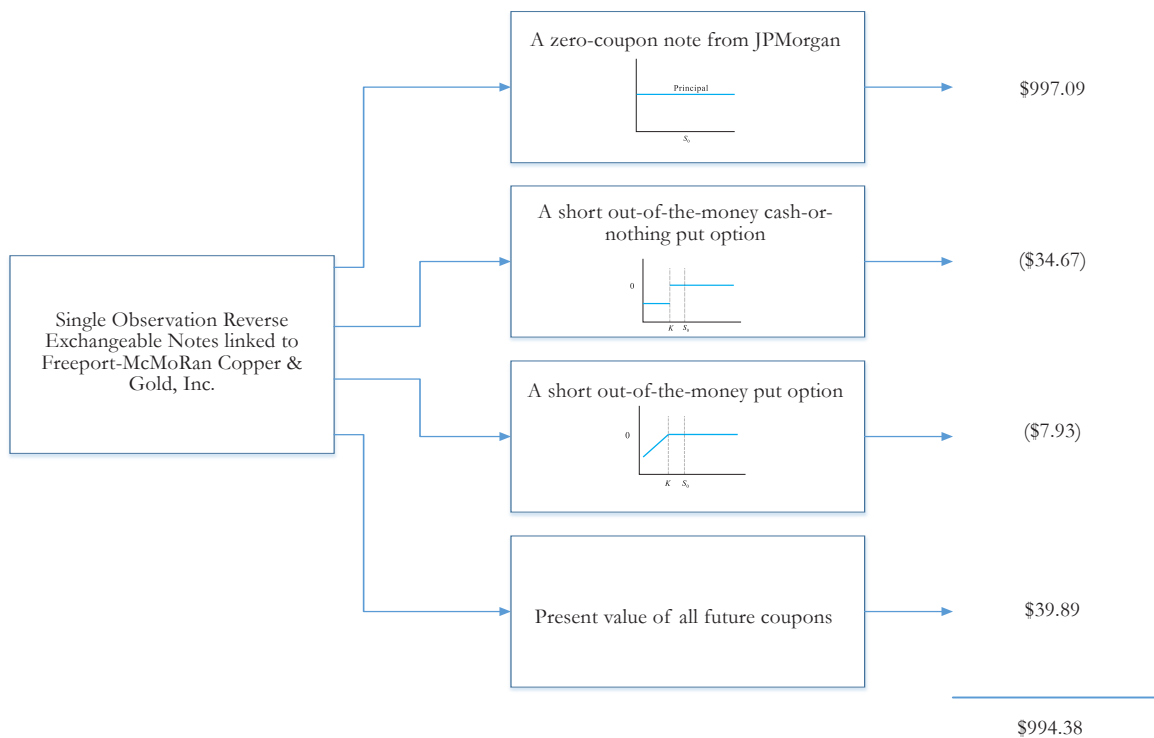 Single Observation Reverse
Exchangeable Notes linked to
Freeport-McMoRan Copper &
Gold, Inc.
A zero-coupon note from JPMorgan
Principal
S₀
$997.09
A short out-of-the-money cash-or-
nothing put option
0
K S₀
($34.67)
A short out-of-the-money put option
0
K S₀
($7.93)
Present value of all future coupons
$39.89
$994.38